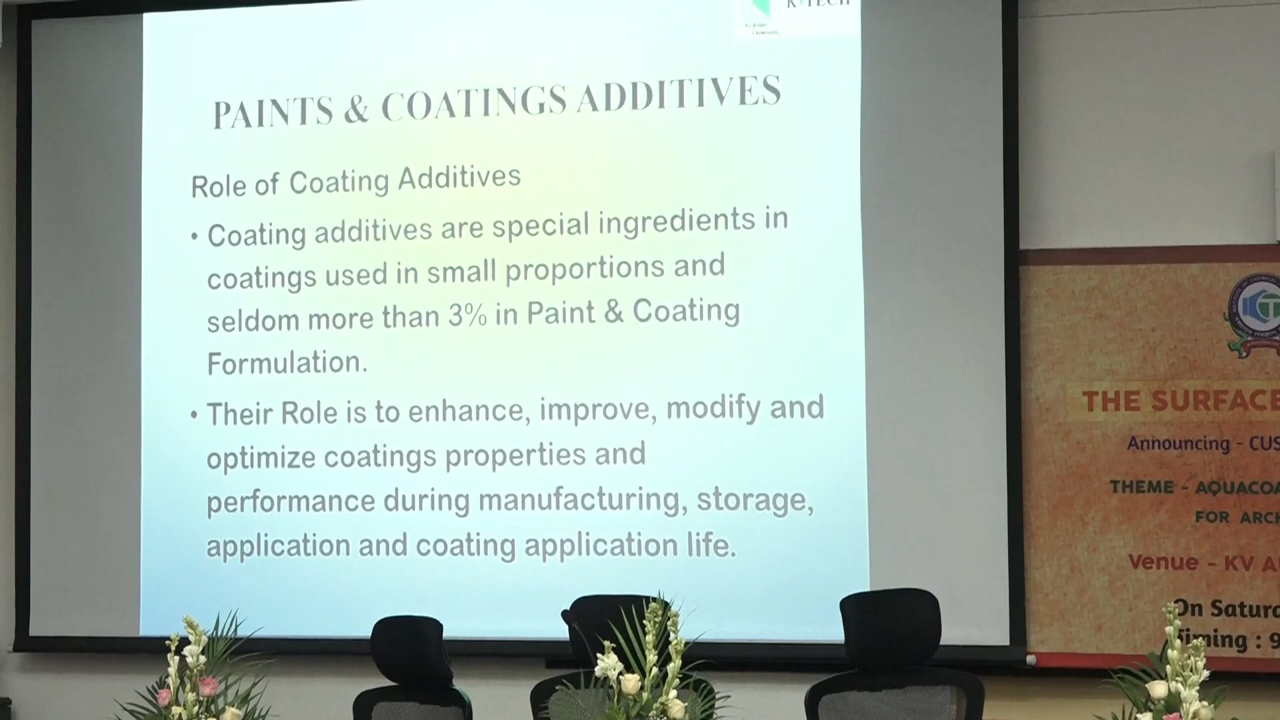 K-TECH
PAINTS & COATINGS ADDITIVES
Role of Coating Additives
• Coating additives are special ingredients in
coatings used in small proportions and
seldom more than 3% in Paint & Coating
Formulation.
• Their Role is to enhance, improve, modify and
optimize coatings properties and
performance during manufacturing, storage,
application and coating application life.
THE SURFACE
Announcing - CUS
THEME - AQUACOA
FOR ARCH
Venue - KV A
On Saturd
Timing : 9